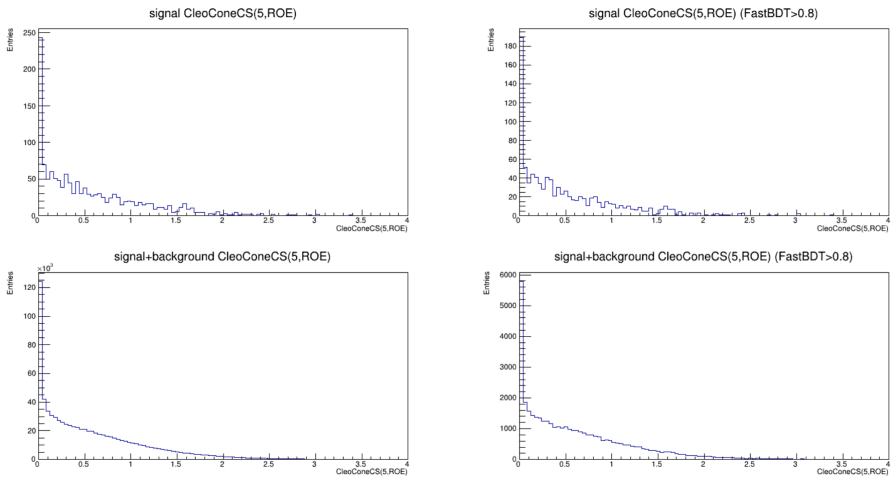 signal CleoConeCS(5,ROE)
Entries
250
200
150
100
50
0
0 0.5 1 1.5 2 2.5 3 3.5 4
CleoConeCS(5,ROE)
signal CleoConeCS(5,ROE) (FastBDT>0.8)
Entries
180
160
140
120
100
80
60
40
20
0
0 0.5 1 1.5 2 2.5 3 3.5 4
CleoConeCS(5,ROE)
signal+background CleoConeCS(5,ROE)
×10³
Entries
120
100
80
60
40
20
0
0 0.5 1 1.5 2 2.5 3 3.5 4
CleoConeCS(5,ROE)
signal+background CleoConeCS(5,ROE) (FastBDT>0.8)
Entries
6000
5000
4000
3000
2000
1000
0
0 0.5 1 1.5 2 2.5 3 3.5 4
CleoConeCS(5,ROE)